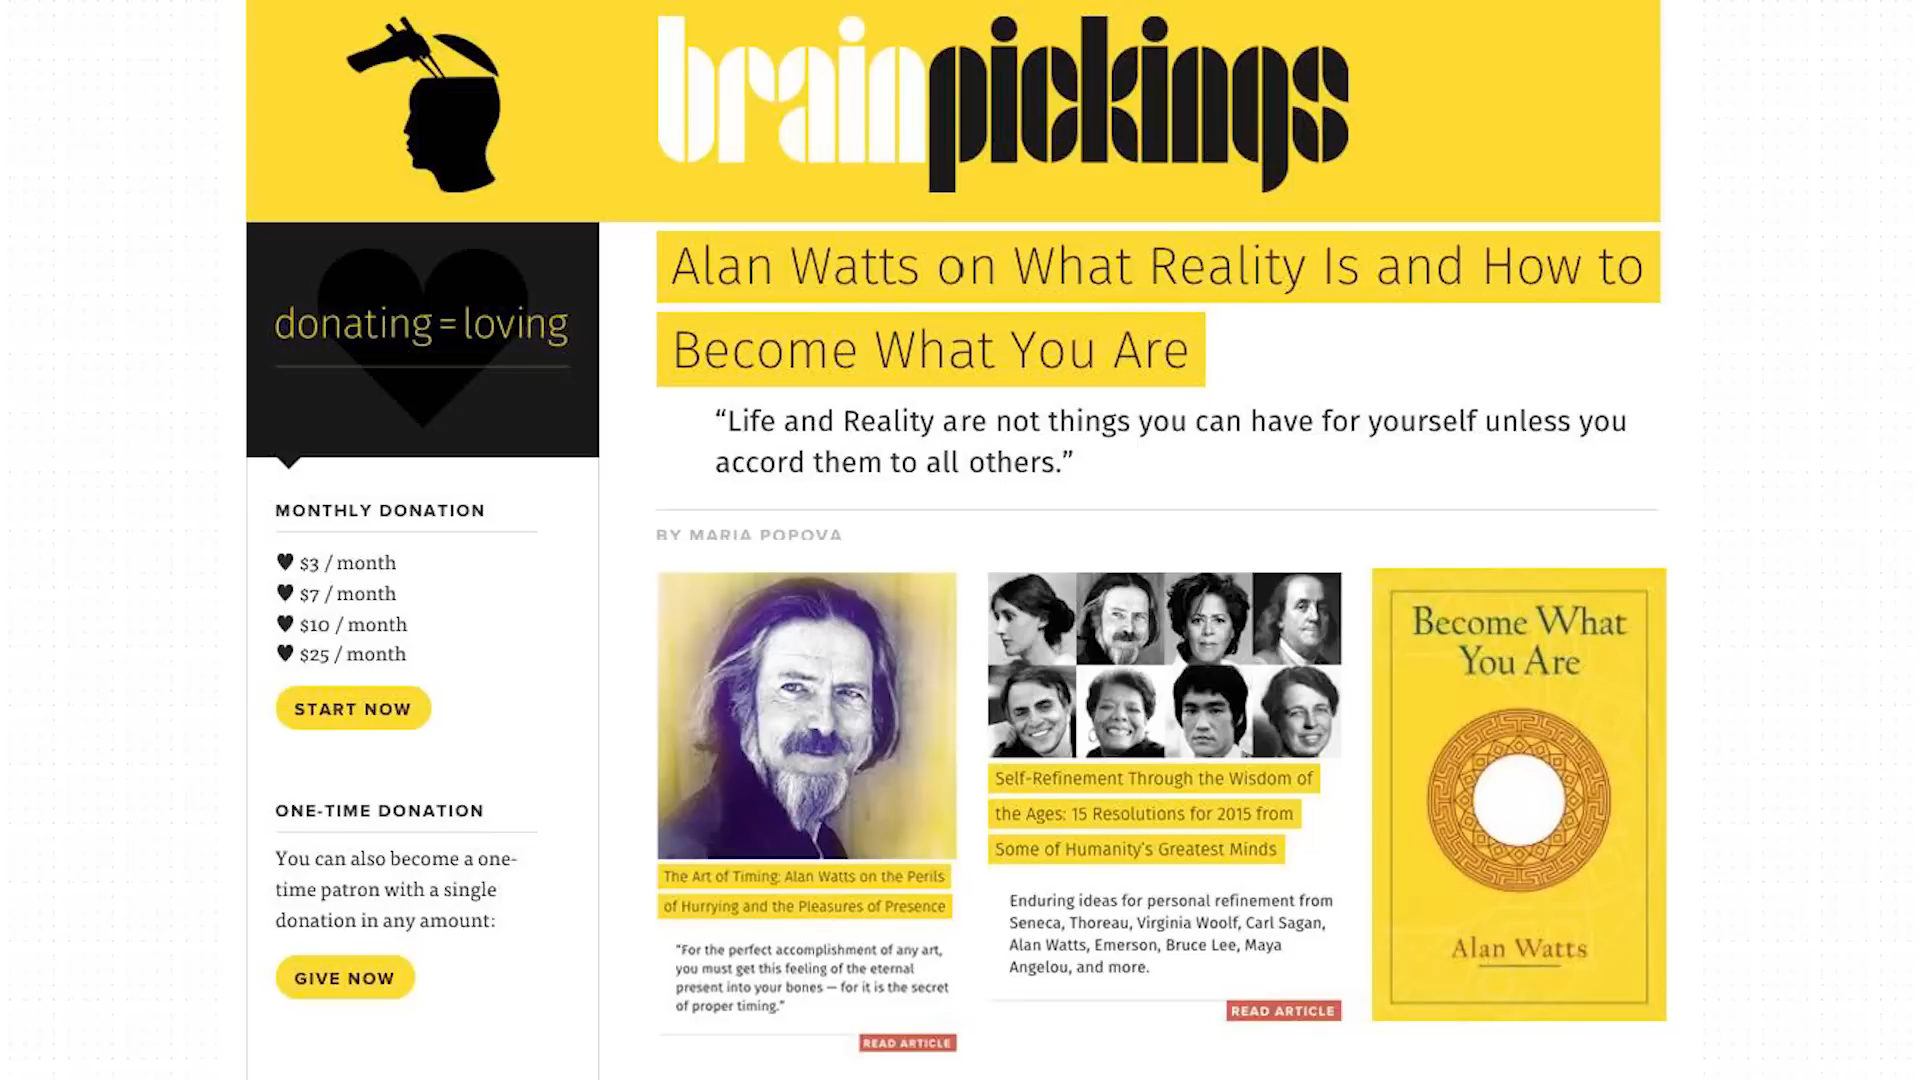 brainpickings
donating=loving
MONTHLY DONATION
$3 / month
$7 / month
$10 / month
$25 / month
START NOW
ONE-TIME DONATION
You can also become a one-
time patron with a single
donation in any amount:
GIVE NOW
Alan Watts on What Reality Is and How to
Become What You Are
“Life and Reality are not things you can have for yourself unless you
accord them to all others.”
BY MARIA POPOVA
The Art of Timing: Alan Watts on the Perils
of Hurrying and the Pleasures of Presence
“For the perfect accomplishment of any art,
you must get this feeling of the eternal
present into your bones — for it is the secret
of proper timing.”
READ ARTICLE
Self-Refinement Through the Wisdom of
the Ages: 15 Resolutions for 2015 from
Some of Humanity's Greatest Minds
Enduring ideas for personal refinement from
Seneca, Thoreau, Virginia Woolf, Carl Sagan,
Alan Watts, Emerson, Bruce Lee, Maya
Angelou, and more.
READ ARTICLE
Become What
You Are
Alan Watts